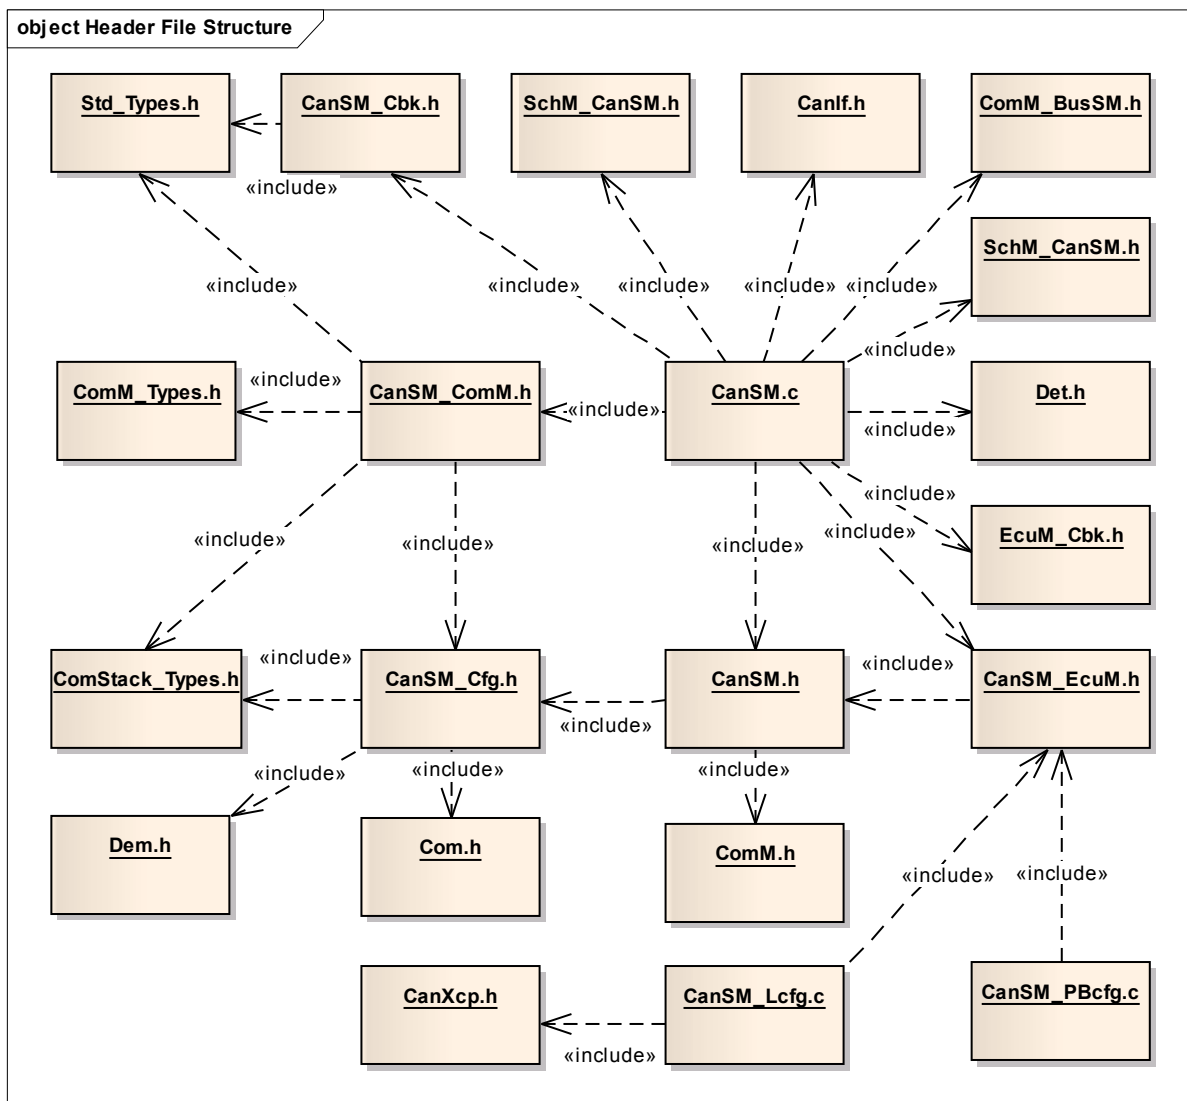 object Header File Structure
Std_Types.h
CanSM_Cbk.h
SchM_CanSM.h
CanIf.h
ComM_BusSM.h
«include»
SchM_CanSM.h
«include»
«include»
«include»
«include»
«include»
«include»
ComM_Types.h
«include»
CanSM_ComM.h
«include»
CanSM.c
Det.h
«include»
«include»
EcuM_Cbk.h
«include»
«include»
«include»
«include»
ComStack_Types.h
«include»
CanSM_Cfg.h
«include»
CanSM.h
«include»
CanSM_EcuM.h
«include»
«include»
«include»
Dem.h
Com.h
ComM.h
«include»
«include»
CanXcp.h
CanSM_Lcfg.c
CanSM_PBcfg.c
«include»